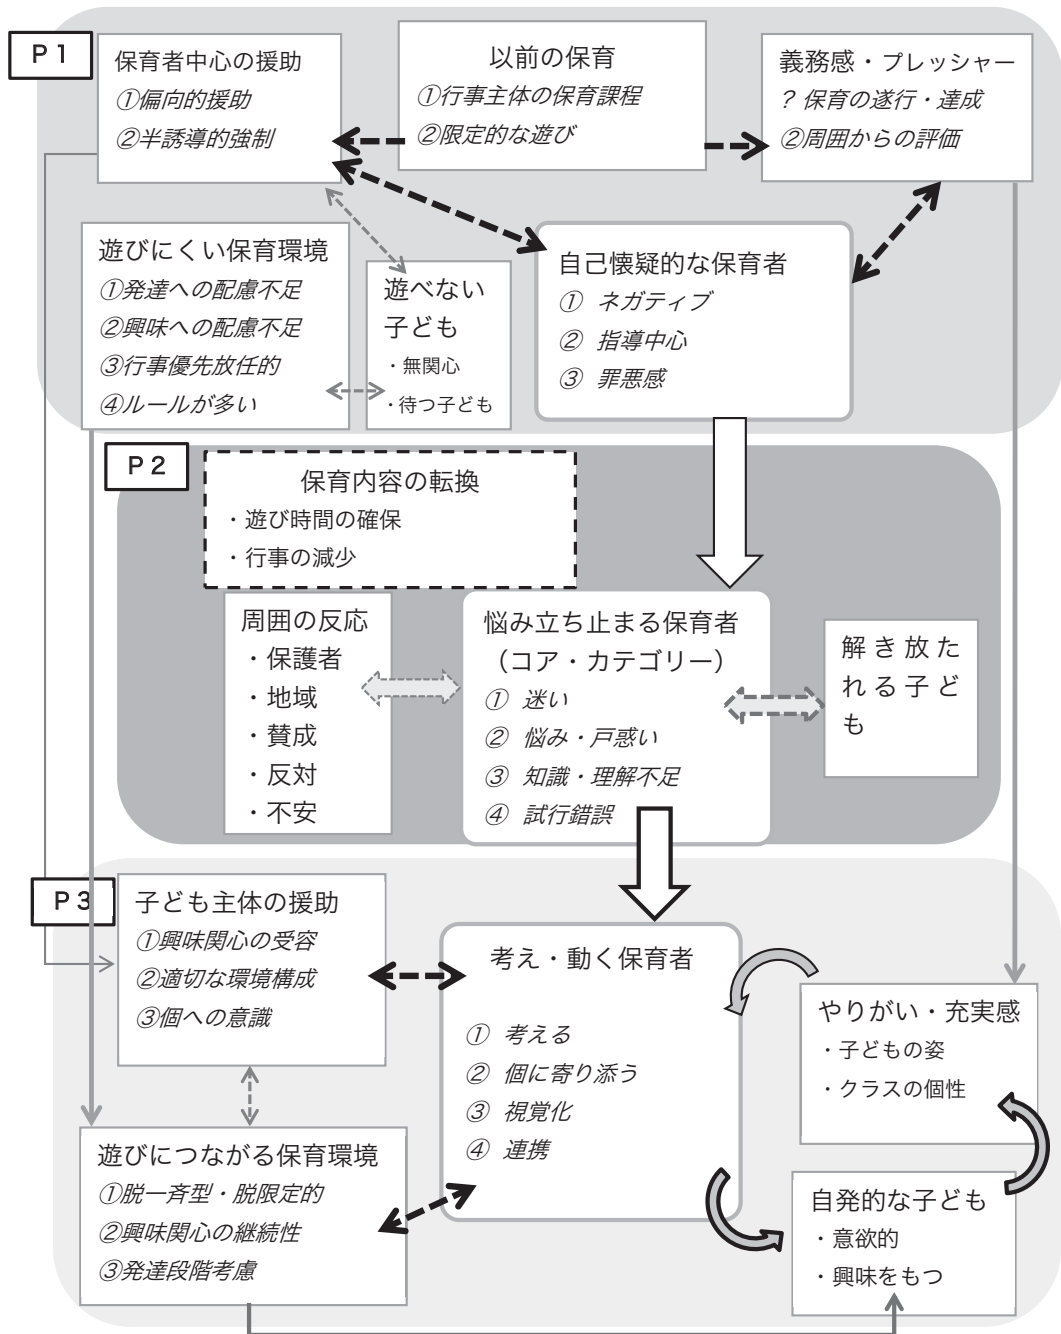 P1
保育者中心の援助
①偏向的援助
②半誘導的強制
以前の保育
①行事主体の保育課程
②限定的な遊び
義務感・プレッシャー
？保育の遂行・達成
②周囲からの評価
遊びにくい保育環境
①発達への配慮不足
②興味への配慮不足
③行事優先放任的
④ルールが多い
遊べない
子ども
・無関心
・待つ子ども
自己懐疑的な保育者
① ネガティブ
② 指導中心
③ 罪悪感
P2
保育内容の転換
・遊び時間の確保
・行事の減少
周囲の反応
・保護者
・地域
・賛成
・反対
・不安
悩み立ち止まる保育者
（コア・カテゴリー）
① 迷い
② 悩み・戸惑い
③ 知識・理解不足
④ 試行錯誤
解き放た
れる子ど
も
P3
子ども主体の援助
①興味関心の受容
②適切な環境構成
③個への意識
考え・動く保育者
① 考える
② 個に寄り添う
③ 視覚化
④ 連携
やりがい・充実感
・子どもの姿
・クラスの個性
遊びにつながる保育環境
①脱一斉型・脱限定的
②興味関心の継続性
③発達段階考慮
自発的な子ども
・意欲的
・興味をもつ